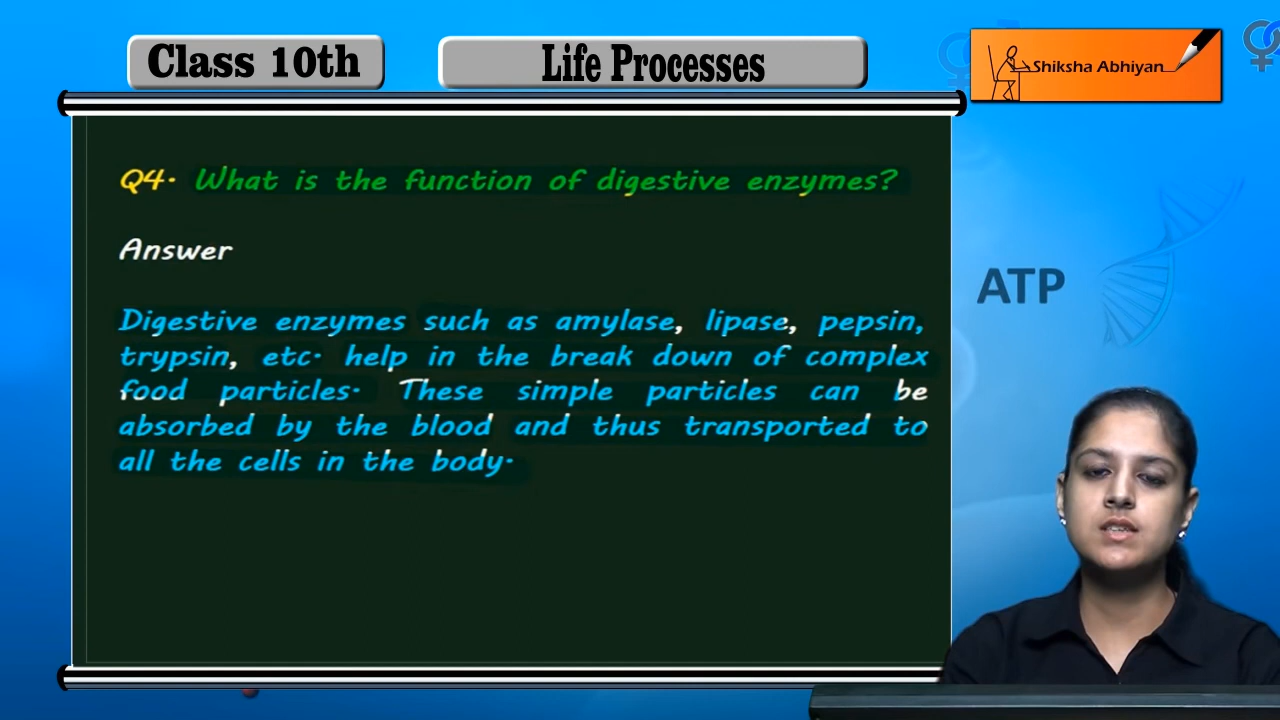 Class 10th
Life Processes
Shiksha Abhiyan
Q4. What is the function of digestive enzymes?
Answer
Digestive enzymes such as amylase, lipase, pepsin,
trypsin, etc. help in the break down of complex
food particles. These simple particles can be
absorbed by the blood and thus transported to
all the cells in the body.
ATP